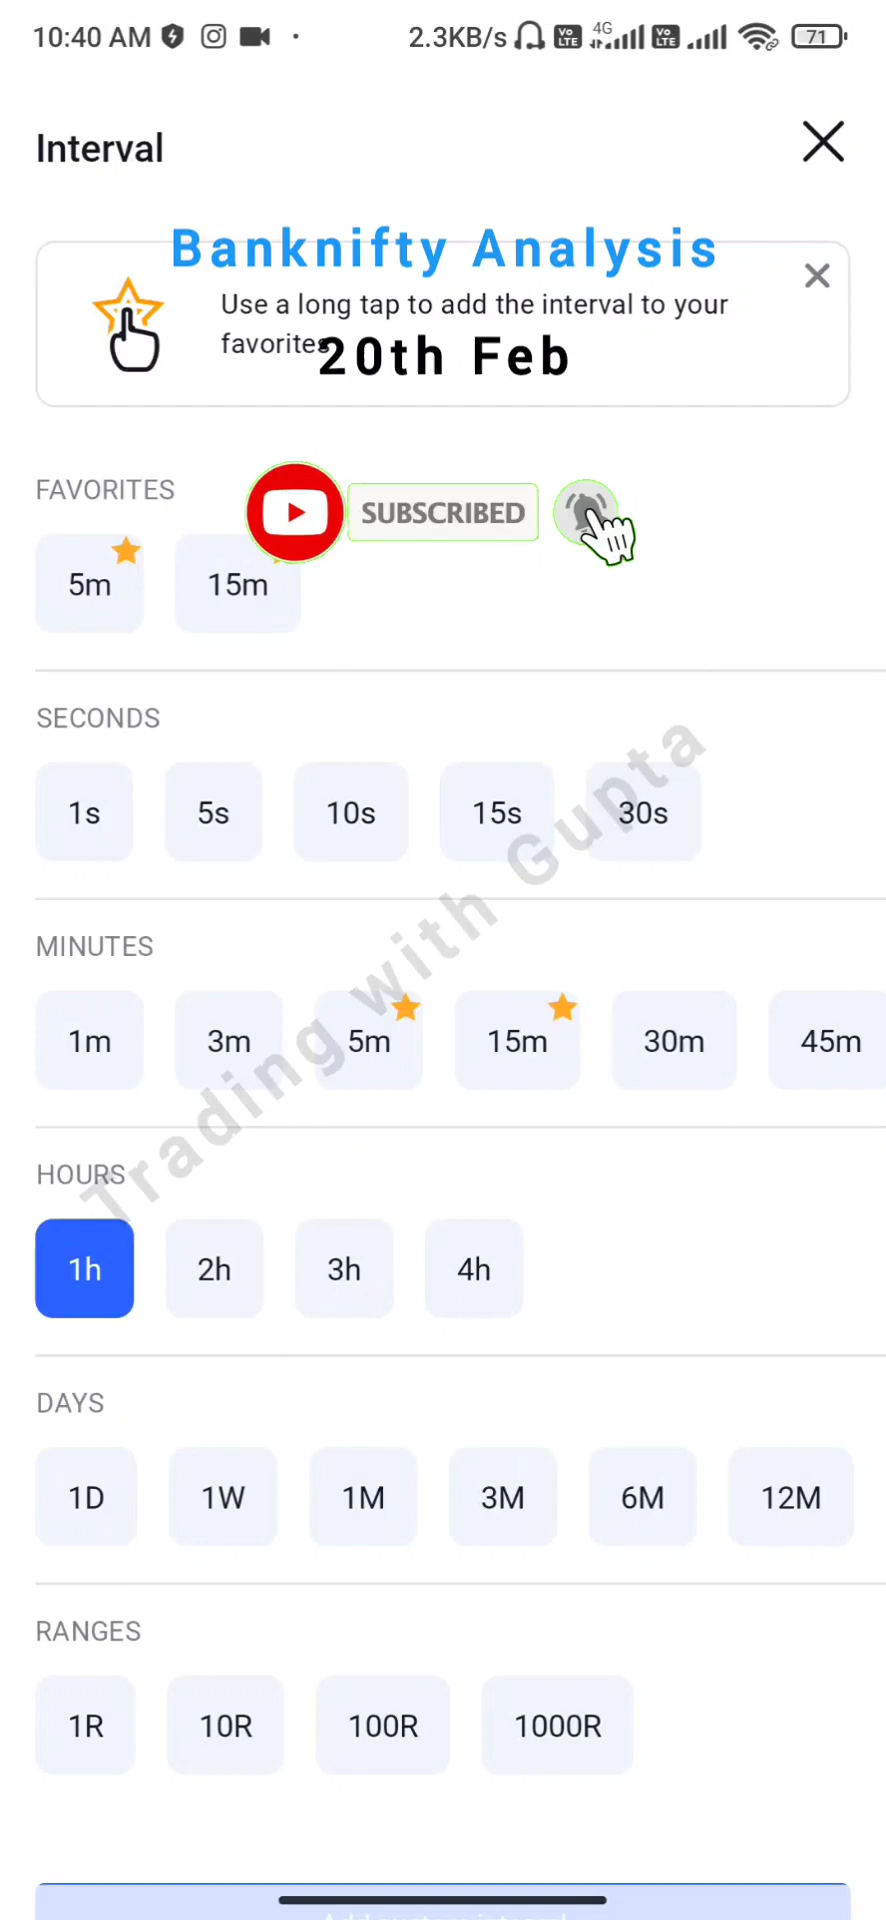 10:40 AM
2.3KB/s 4G 71
Interval
Banknifty Analysis
Use a long tap to add the interval to your
favorites
20th Feb
FAVORITES
SUBSCRIBED
5m 15m
SECONDS
1s 5s 10s 15s 30s
Trading with Gupta
MINUTES
1m 3m 5m 15m 30m 45m
HOURS
1h 2h 3h 4h
DAYS
1D 1W 1M 3M 6M 12M
RANGES
1R 10R 100R 1000R